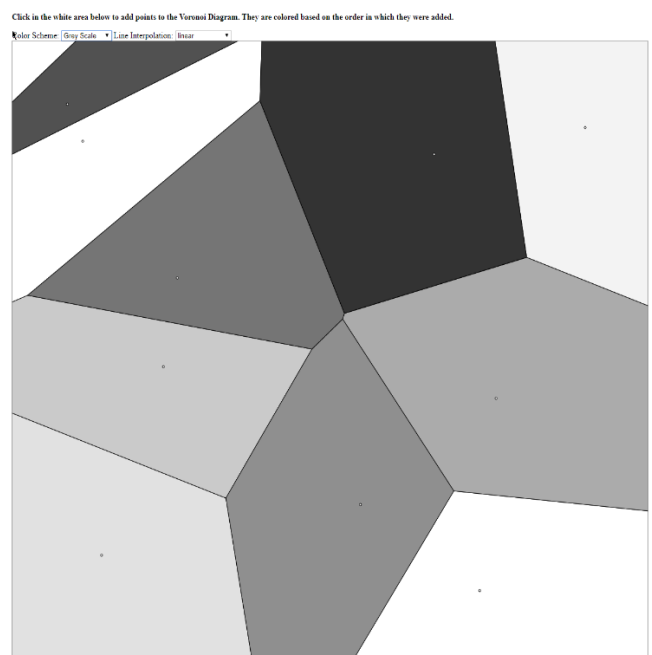 Click in the white area below to add points to the Voronoi Diagram. They are colored based on the order in which they were added.
Color Scheme: Grey Scale Line Interpolation: linear